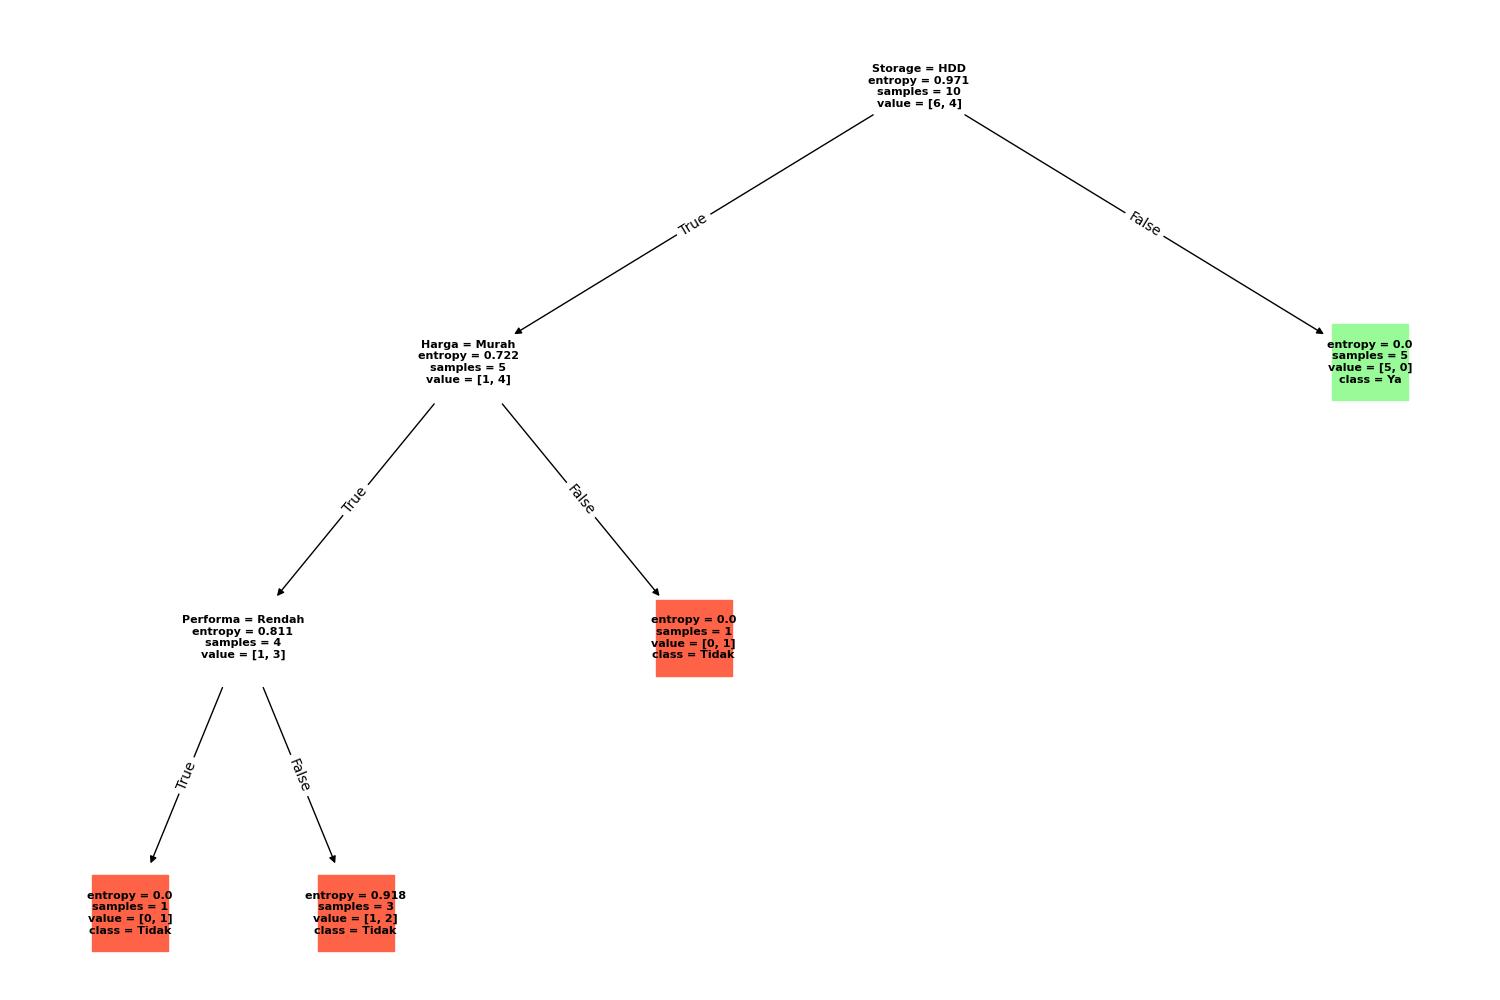 Storage = HDD
entropy = 0.971
samples = 10
value = [6, 4]
True
False
Harga = Murah
entropy = 0.722
samples = 5
value = [1, 4]
entropy = 0.0
samples = 5
value = [5, 0]
class = Ya
True
False
Performa = Rendah
entropy = 0.811
samples = 4
value = [1, 3]
entropy = 0.0
samples = 1
value = [0, 1]
class = Tidak
True
False
entropy = 0.0
samples = 1
value = [0, 1]
class = Tidak
entropy = 0.918
samples = 3
value = [1, 2]
class = Tidak